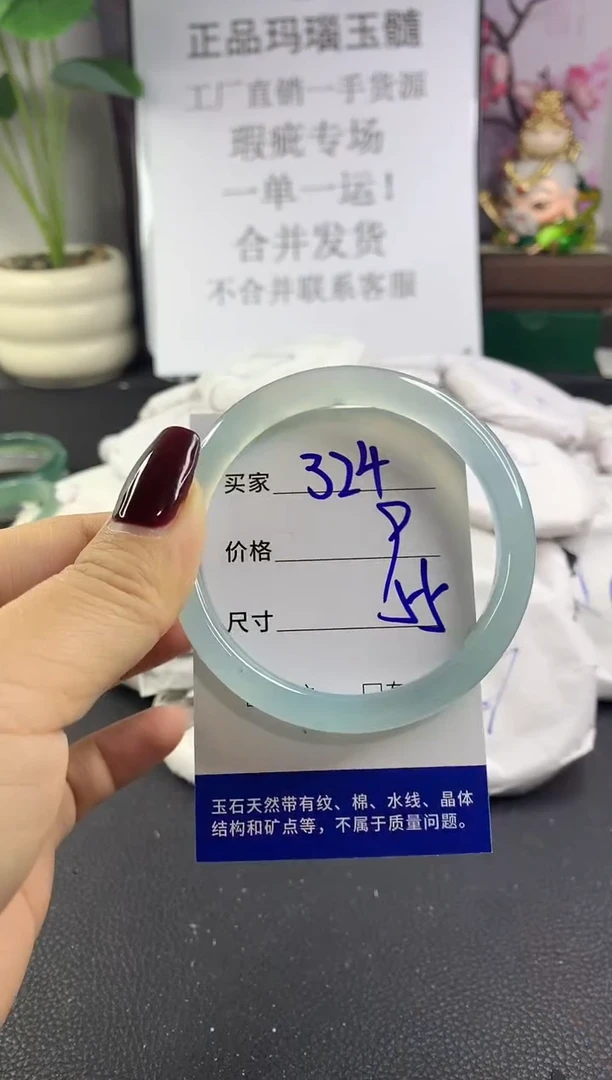 正品玛瑙玉髓
工厂直销一手货源
瑕疵专场
一单一运！
合并发货
不合并联系客服
买家 324
价格
尺寸
玉石天然带有纹、棉、水线、晶体
结构和矿点等，不属于质量问题。